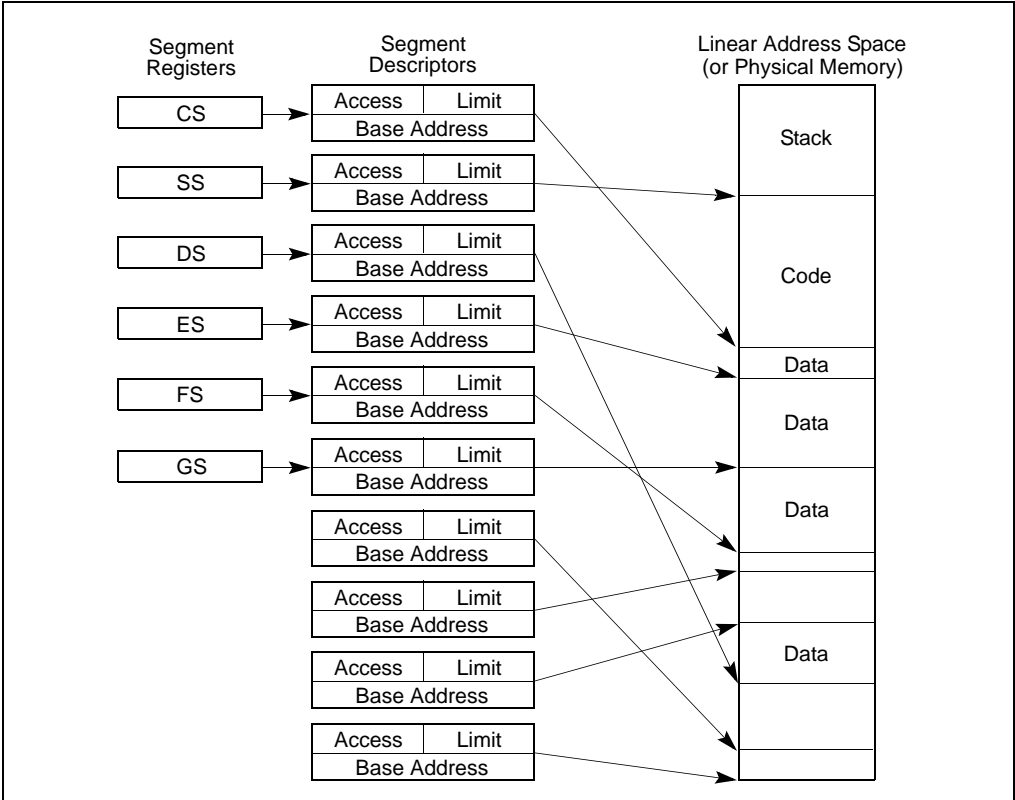 Segment
Registers
Segment
Descriptors
Linear Address Space
(or Physical Memory)
CS
Access Limit
Base Address
Stack
SS
Access Limit
Base Address
DS
Access Limit
Base Address
Code
ES
Access Limit
Base Address
Data
FS
Access Limit
Base Address
Data
GS
Access Limit
Base Address
Data
Access Limit
Base Address
Access Limit
Base Address
Access Limit
Base Address
Data
Access Limit
Base Address